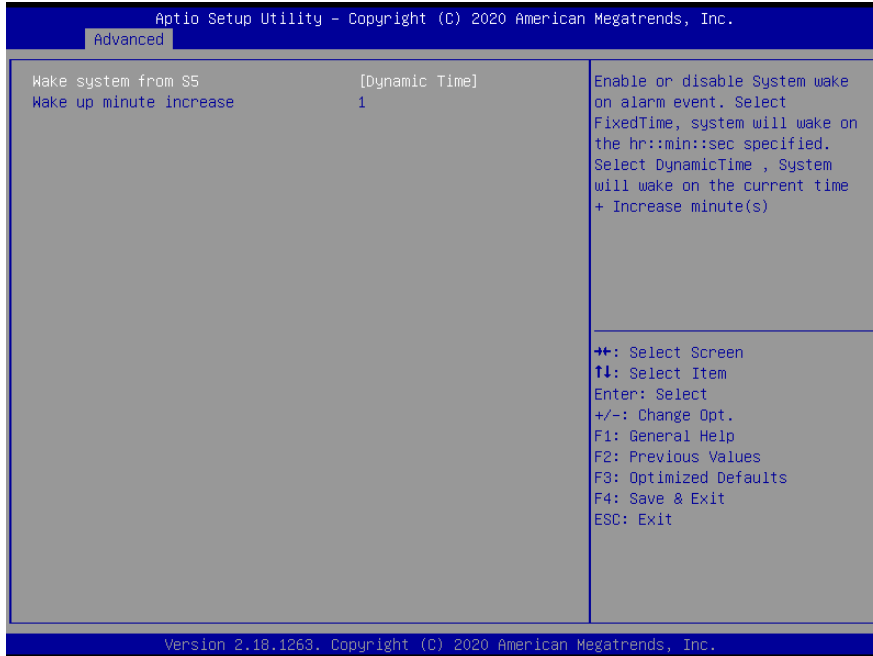 Aptio Setup Utility – Copyright (C) 2020 American Megatrends, Inc.
Advanced
Wake system from S5 [Dynamic Time]
Wake up minute increase 1
Enable or disable System wake
on alarm event. Select
FixedTime, system will wake on
the hr::min::sec specified.
Select DynamicTime , System
will wake on the current time
+ Increase minute(s)
→←: Select Screen
↑↓: Select Item
Enter: Select
+/-: Change Opt.
F1: General Help
F2: Previous Values
F3: Optimized Defaults
F4: Save & Exit
ESC: Exit
Version 2.18.1263. Copyright (C) 2020 American Megatrends, Inc.